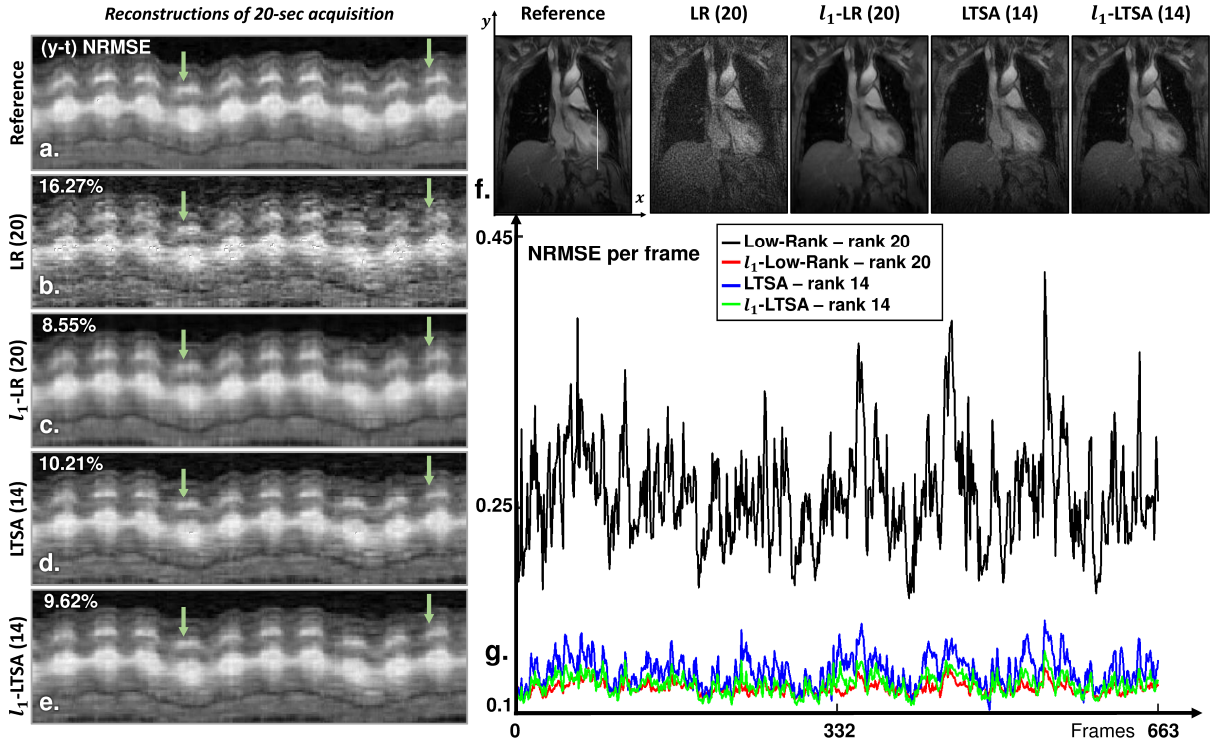 Reconstructions of 20-sec acquisition
Reference
(y-t) NRMSE
a.
LR (20)
16.27%
b.
l₁-LR (20)
8.55%
c.
LTSA (14)
10.21%
d.
l₁-LTSA (14)
9.62%
e.
y
Reference
LR (20)
l₁-LR (20)
LTSA (14)
l₁-LTSA (14)
f.
x
0.45
NRMSE per frame
Low-Rank – rank 20
l₁-Low-Rank – rank 20
LTSA – rank 14
l₁-LTSA – rank 14
0.25
g.
0.1
0
332
Frames 663